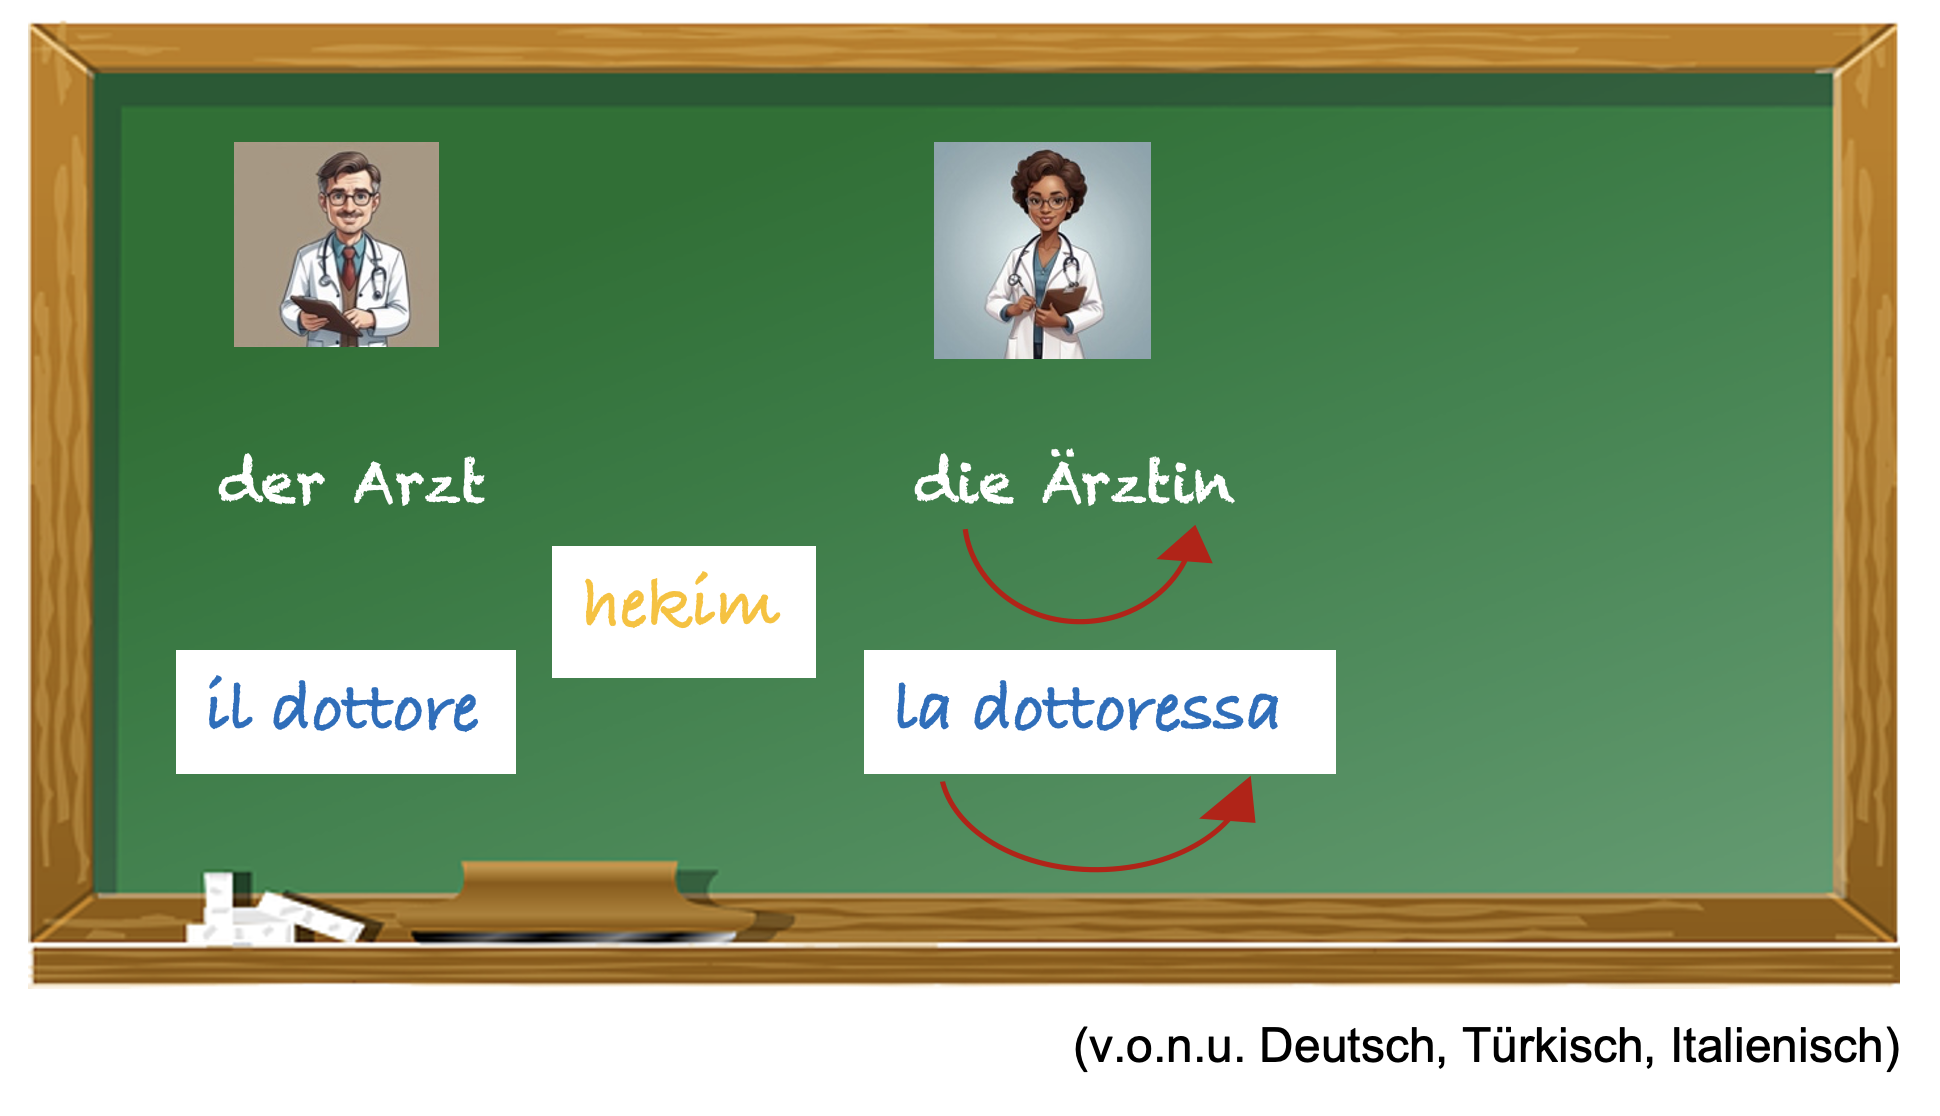 der Arzt
die Ärztin
hekim
il dottore
la dottoressa
(v.o.n.u. Deutsch, Türkisch, Italienisch)